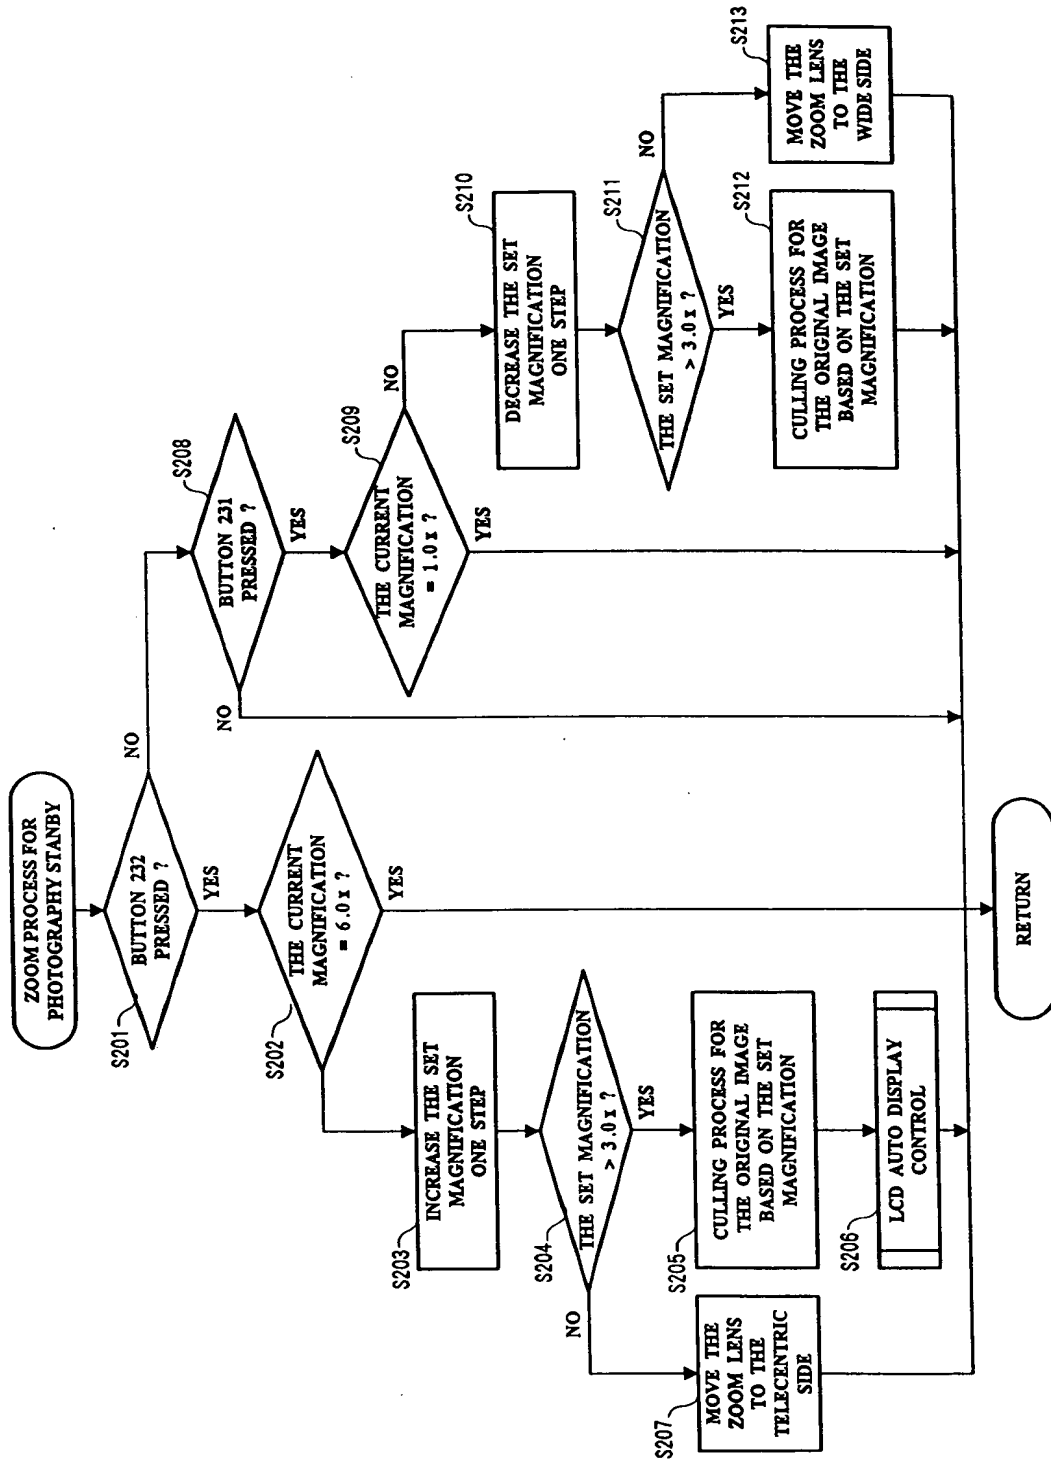 ZOOM PROCESS FOR
PHOTOGRAPHY STANBY
S201
BUTTON 232
PRESSED ?
NO
YES
S202
THE CURRENT
MAGNIFICATION
= 6.0 x ?
YES
S203
INCREASE THE SET
MAGNIFICATION
ONE STEP
S204
THE SET MAGNIFICATION
> 3.0 x ?
NO
YES
S205
CULLING PROCESS FOR
THE ORIGINAL IMAGE
BASED ON THE SET
MAGNIFICATION
S206
LCD AUTO DISPLAY
CONTROL
S207
MOVE THE
ZOOM LENS
TO THE
TELECENTRIC
SIDE
S208
BUTTON 231
PRESSED ?
NO
YES
S209
THE CURRENT
MAGNIFICATION
= 1.0 x ?
NO
YES
S210
DECREASE THE SET
MAGNIFICATION
ONE STEP
S211
THE SET MAGNIFICATION
> 3.0 x ?
NO
YES
S212
CULLING PROCESS FOR
THE ORIGINAL IMAGE
BASED ON THE SET
MAGNIFICATION
S213
MOVE THE
ZOOM LENS
TO THE
WIDE SIDE
RETURN